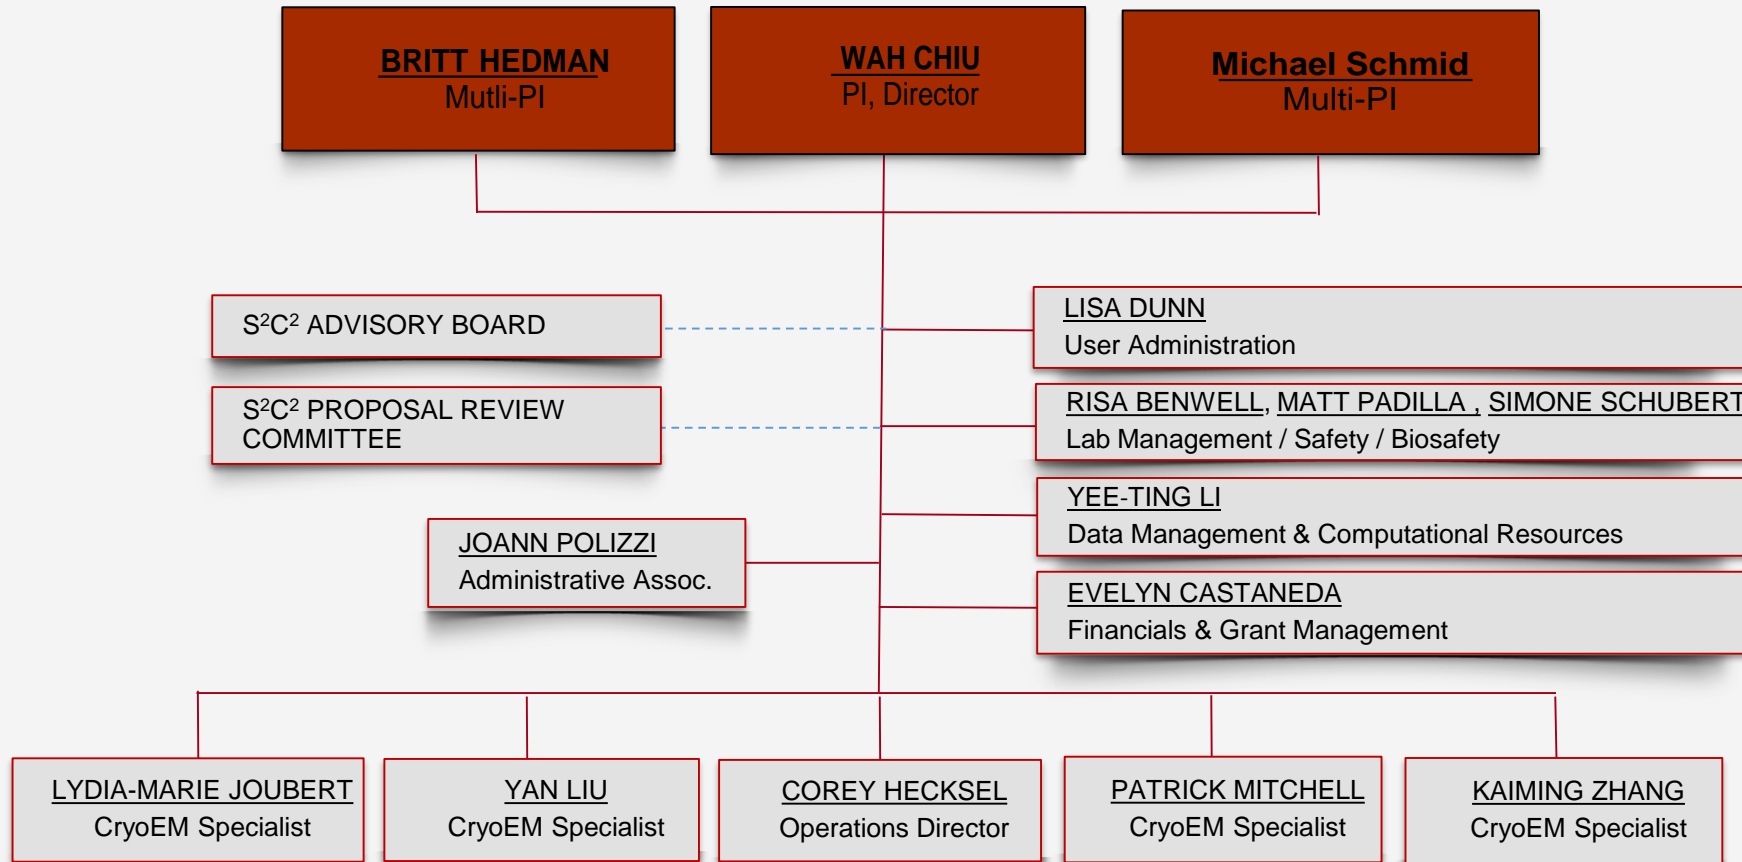 BRITT HEDMAN
Mutli-PI
WAH CHIU
PI, Director
Michael Schmid
Multi-PI
S²C² ADVISORY BOARD
S²C² PROPOSAL REVIEW
COMMITTEE
JOANN POLIZZI
Administrative Assoc.
LISA DUNN
User Administration
RISA BENWELL, MATT PADILLA , SIMONE SCHUBERT
Lab Management / Safety / Biosafety
YEE-TING LI
Data Management & Computational Resources
EVELYN CASTANEDA
Financials & Grant Management
LYDIA-MARIE JOUBERT
CryoEM Specialist
YAN LIU
CryoEM Specialist
COREY HECKSEL
Operations Director
PATRICK MITCHELL
CryoEM Specialist
KAIMING ZHANG
CryoEM Specialist